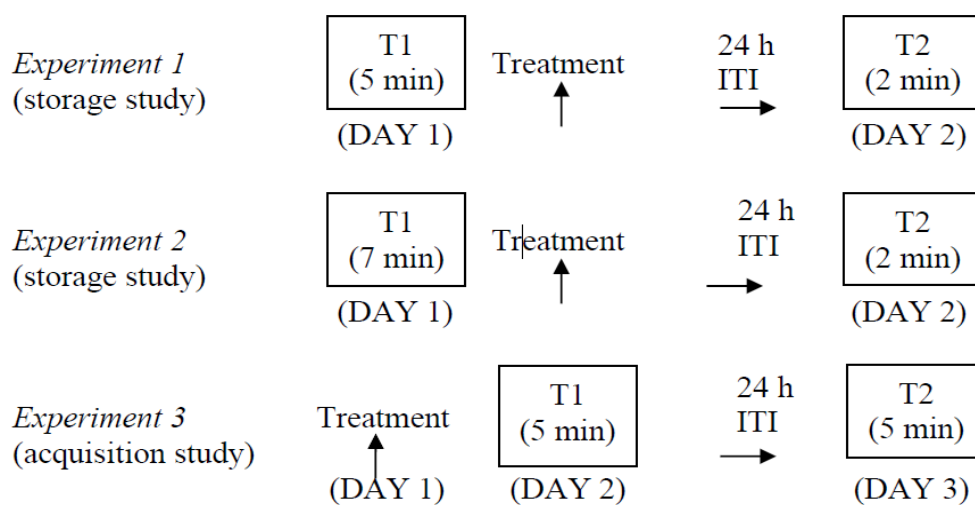 Experiment 1
(storage study)
T1
(5 min)
(DAY 1)
Treatment
24 h
ITI
T2
(2 min)
(DAY 2)
Experiment 2
(storage study)
T1
(7 min)
(DAY 1)
Treatment
24 h
ITI
T2
(2 min)
(DAY 2)
Experiment 3
(acquisition study)
Treatment
(DAY 1)
T1
(5 min)
(DAY 2)
24 h
ITI
T2
(5 min)
(DAY 3)